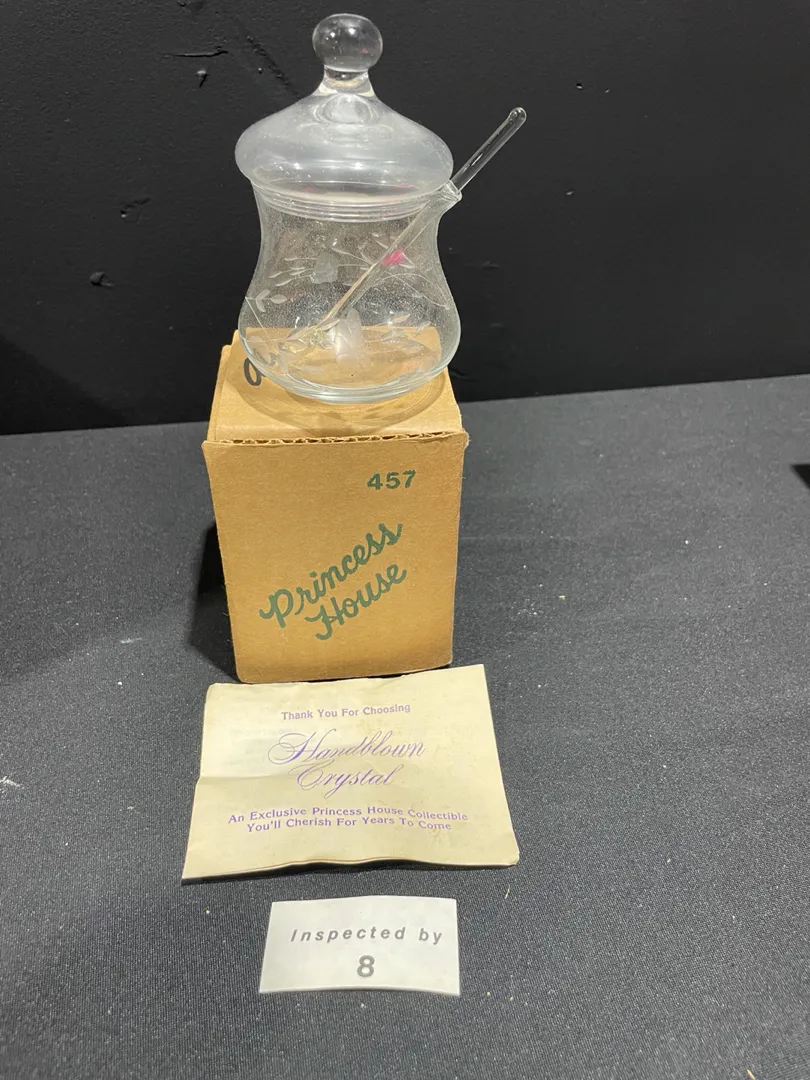 457
Princess
House
Thank You For Choosing
Handblown
Crystal
An Exclusive Princess House Collectible
You'll Cherish For Years To Come
Inspected by
8